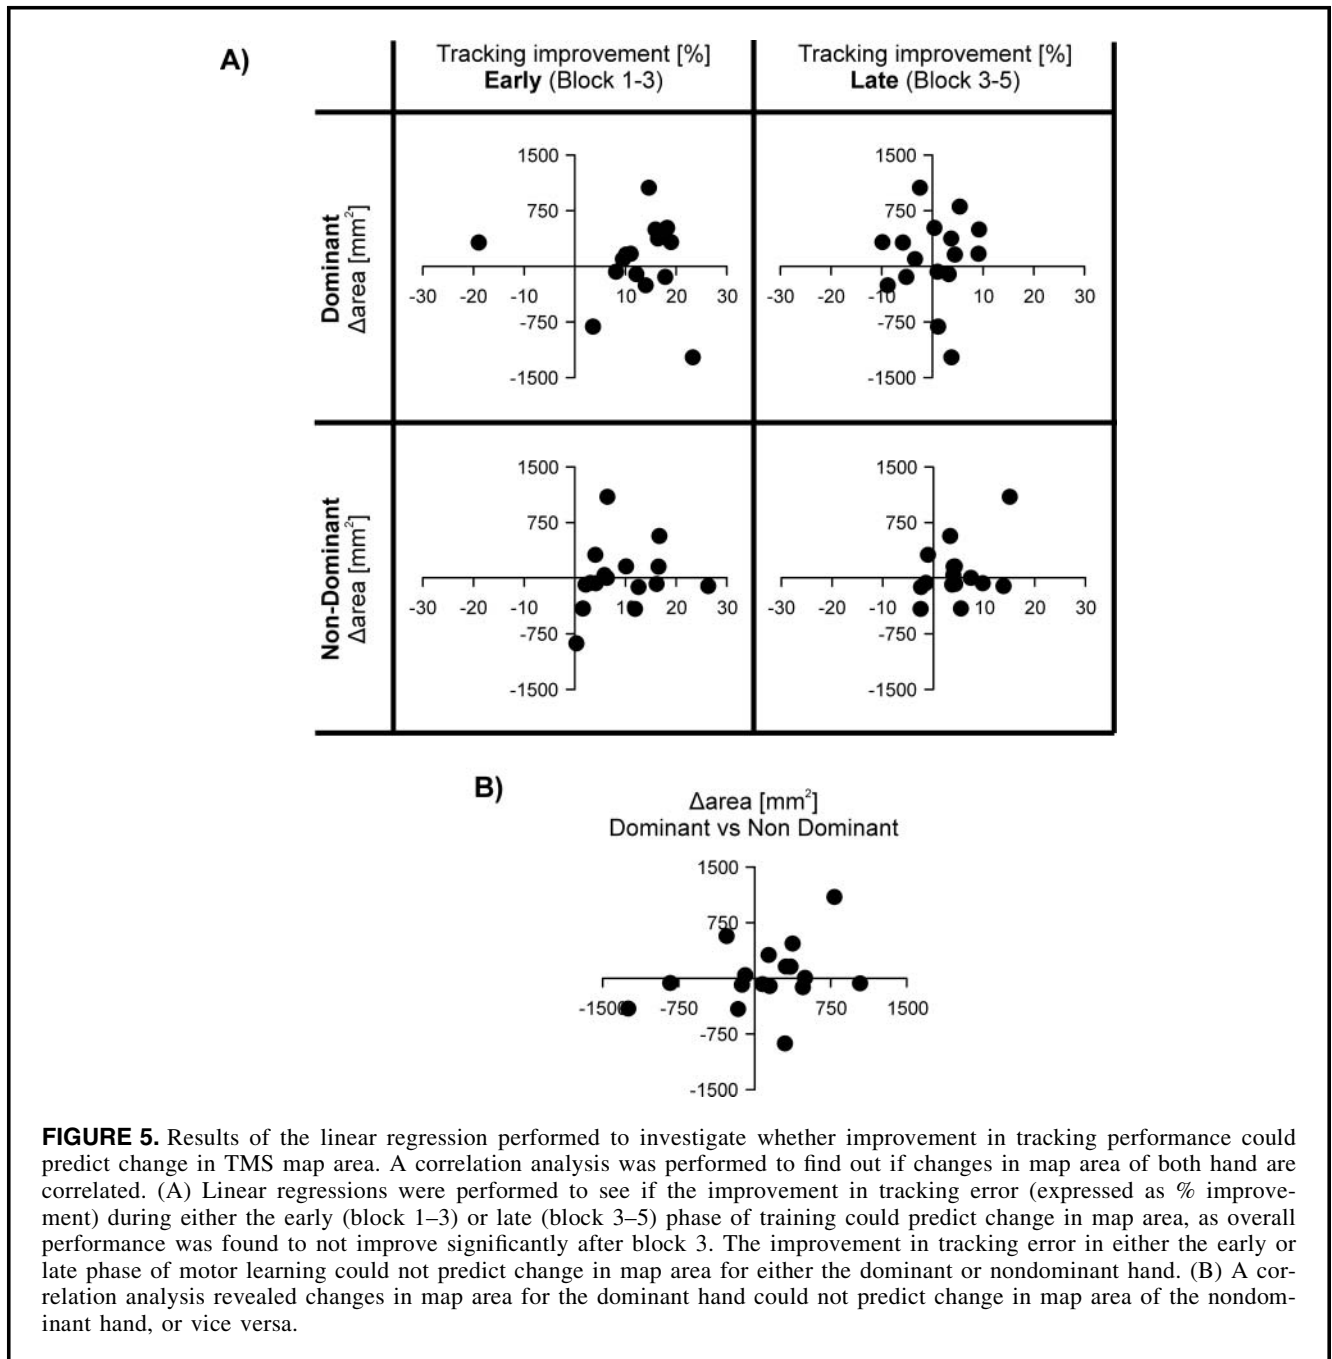 A)
Tracking improvement [%]
Early (Block 1-3)
Tracking improvement [%]
Late (Block 3-5)
Dominant
Δarea [mm²]
1500
750
-30 -20 -10 10 20 30
-750
-1500
1500
750
-30 -20 -10 10 20 30
-750
-1500
Non-Dominant
Δarea [mm²]
1500
750
-30 -20 -10 10 20 30
-750
-1500
1500
750
-30 -20 -10 10 20 30
-750
-1500
B)
Δarea [mm²]
Dominant vs Non Dominant
1500
750
-1500 -750 750 1500
-750
-1500
FIGURE 5. Results of the linear regression performed to investigate whether improvement in tracking performance could
predict change in TMS map area. A correlation analysis was performed to find out if changes in map area of both hand are
correlated. (A) Linear regressions were performed to see if the improvement in tracking error (expressed as % improve-
ment) during either the early (block 1–3) or late (block 3–5) phase of training could predict change in map area, as overall
performance was found to not improve significantly after block 3. The improvement in tracking error in either the early or
late phase of motor learning could not predict change in map area for either the dominant or nondominant hand. (B) A cor-
relation analysis revealed changes in map area for the dominant hand could not predict change in map area of the nondom-
inant hand, or vice versa.